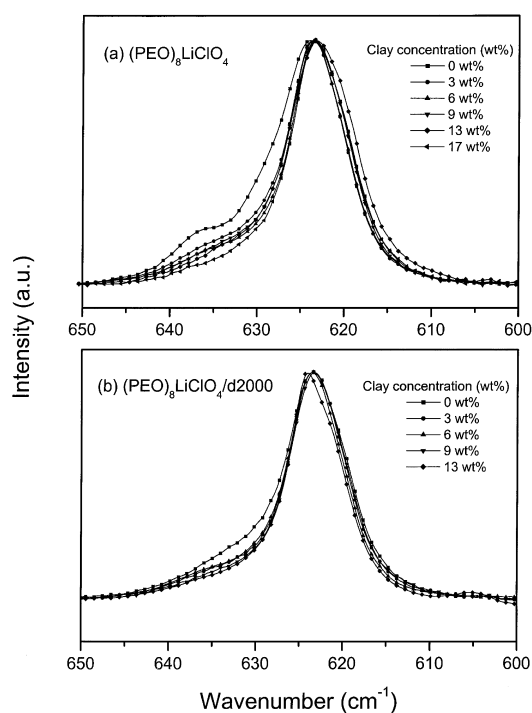 (a) (PEO)₈LiClO₄
Clay concentration (wt%)
0 wt%
3 wt%
6 wt%
9 wt%
13 wt%
17 wt%
650 640 630 620 610 600
Intensity (a.u.)
(b) (PEO)₈LiClO₄/d2000
Clay concentration (wt%)
0 wt%
3 wt%
6 wt%
9 wt%
13 wt%
650 640 630 620 610 600
Wavenumber (cm⁻¹)